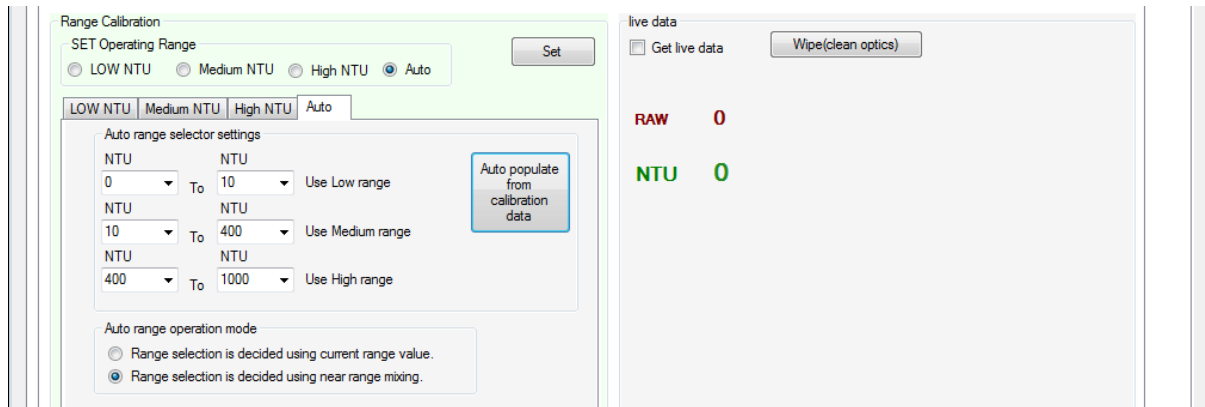 Range Calibration
SET Operating Range
LOW NTU Medium NTU High NTU Auto
Set
LOW NTU Medium NTU High NTU Auto
Auto range selector settings
NTU NTU
0 To 10 Use Low range
NTU NTU
10 To 400 Use Medium range
NTU NTU
400 To 1000 Use High range
Auto populate
from
calibration
data
Auto range operation mode
Range selection is decided using current range value.
Range selection is decided using near range mixing.
live data
Get live data Wipe(clean optics)
RAW 0
NTU 0